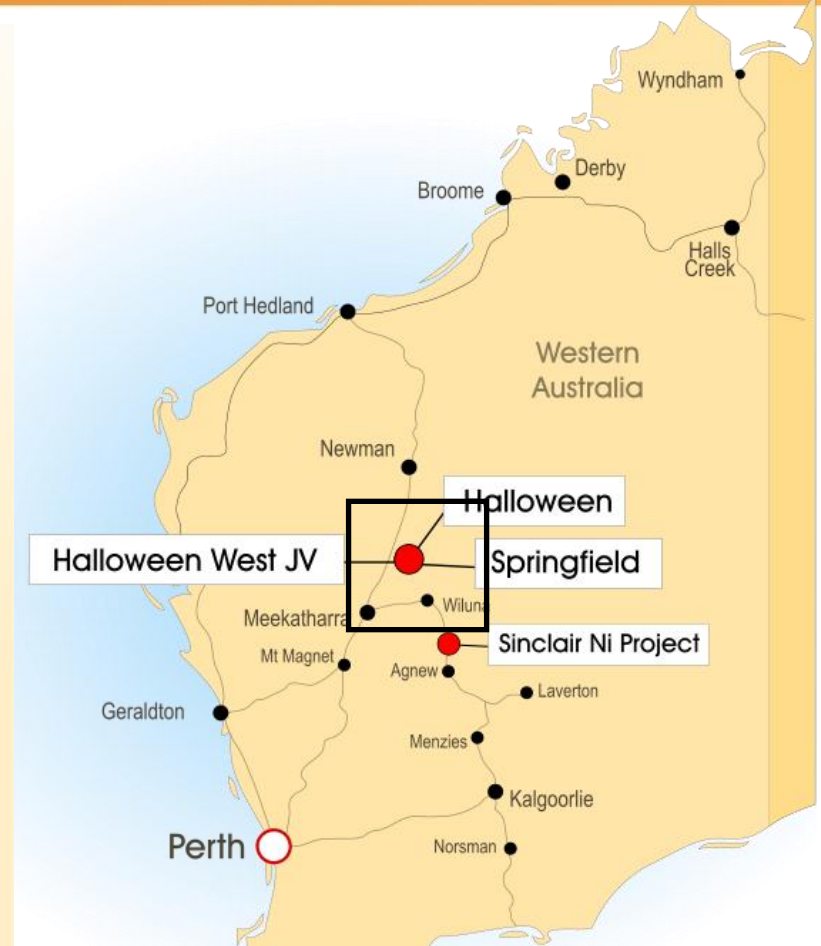 Wyndham
Derby
Broome
Halls
Creek
Port Hedland
Western
Australia
Newman
Halloween
Halloween West JV
Springfield
Wiluna
Meekatharra
Sinclair Ni Project
Mt Magnet
Agnew
Laverton
Geraldton
Menzies
Kalgoorlie
Perth
Norsman